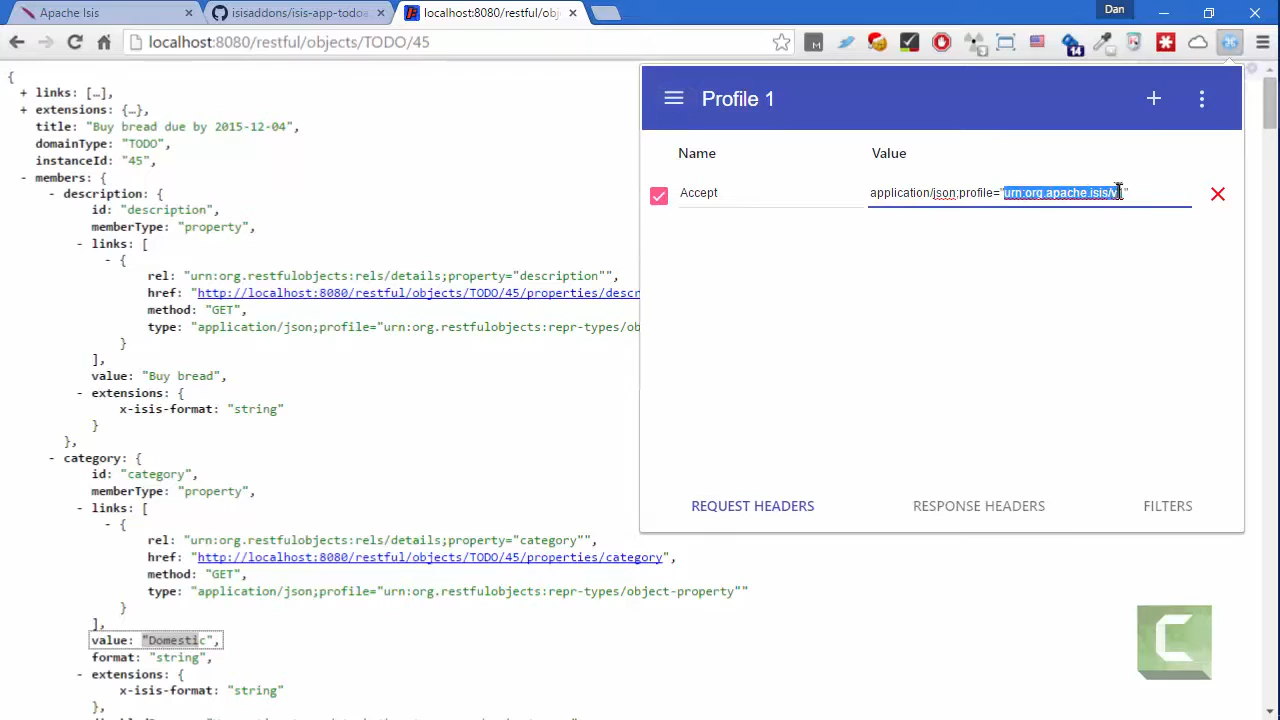 Apache Isis
isisaddons/isis-app-todoa
localhost:8080/restful/obj
Dan
localhost:8080/restful/objects/TODO/45
14
Profile 1
Name Value
Accept application/json;profile="urn:org.apache.isis/v1"
REQUEST HEADERS RESPONSE HEADERS FILTERS
{
+ links: […],
+ extensions: {…},
title: "Buy bread due by 2015-12-04",
domainType: "TODO",
instanceId: "45",
- members: {
- description: {
id: "description",
memberType: "property",
- links: [
- {
rel: "urn:org.restfulobjects:rels/details;property="description"",
href: "http://localhost:8080/restful/objects/TODO/45/properties/descr
method: "GET",
type: "application/json;profile="urn:org.restfulobjects:repr-types/ob
}
],
value: "Buy bread",
- extensions: {
x-isis-format: "string"
}
},
- category: {
id: "category",
memberType: "property",
- links: [
- {
rel: "urn:org.restfulobjects:rels/details;property="category"",
href: "http://localhost:8080/restful/objects/TODO/45/properties/category",
method: "GET",
type: "application/json;profile="urn:org.restfulobjects:repr-types/object-property""
}
],
value: "Domestic",
format: "string",
- extensions: {
x-isis-format: "string"
},
C